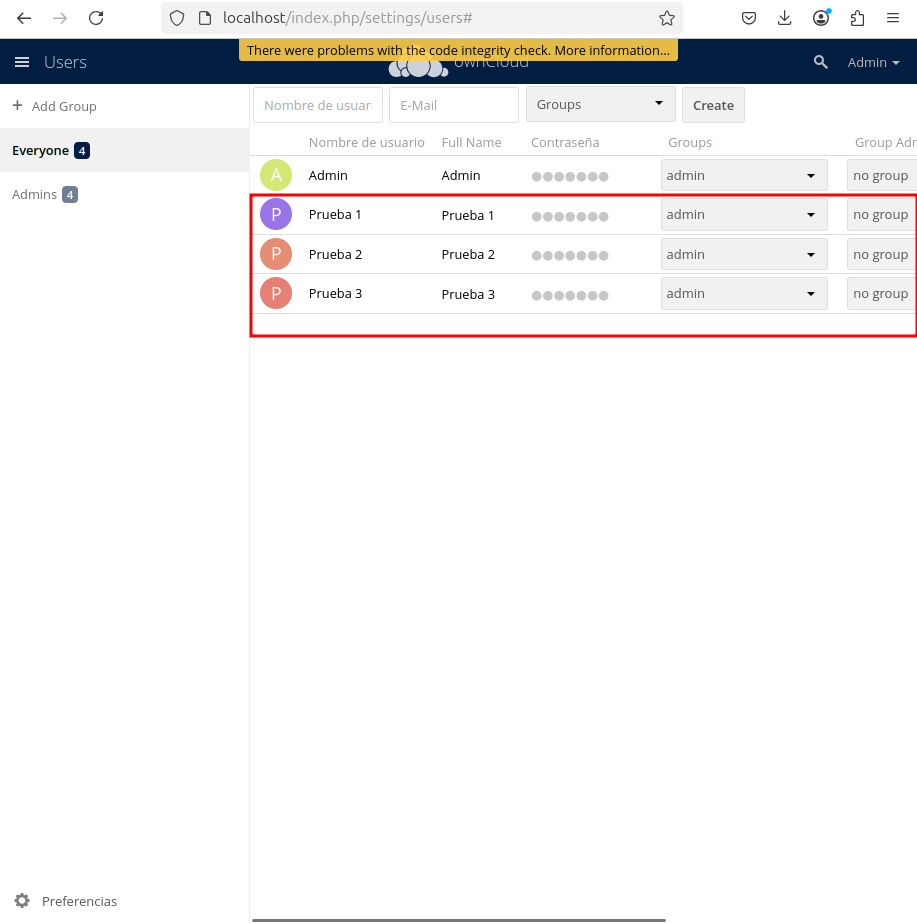 localhost/index.php/settings/users#
There were problems with the code integrity check. More information...
Users
ownCloud
Admin
+ Add Group
Nombre de usuar
E-Mail
Groups
Create
Everyone 4
Admins 4
Nombre de usuario Full Name Contraseña Groups Group Adr
A Admin Admin ●●●●●●● admin no group
P Prueba 1 Prueba 1 ●●●●●●● admin no group
P Prueba 2 Prueba 2 ●●●●●●● admin no group
P Prueba 3 Prueba 3 ●●●●●●● admin no group
Preferencias